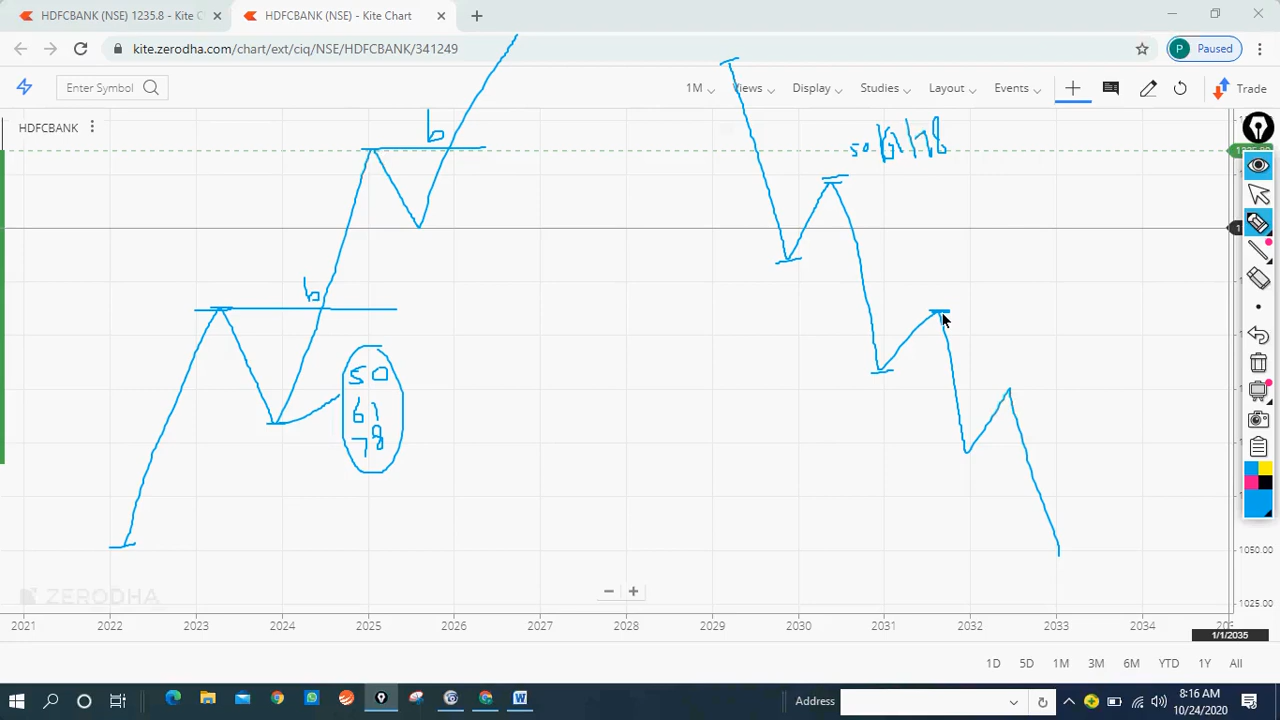 HDFCBANK (NSE) 1235.8 - Kite C
HDFCBANK (NSE) - Kite Chart
kite.zerodha.com/chart/ext/ciq/NSE/HDFCBANK/341249
P Paused
Enter Symbol
1M Views Display Studies Layout Events Trade
HDFCBANK
b
50
b
50
61
78
1050.00
1025.00
ZERODHA
2021 2022 2023 2024 2025 2026 2027 2028 2029 2030 2031 2032 2033 2034
1/1/2035
1D 5D 1M 3M 6M YTD 1Y All
Address
8:16 AM
10/24/2020